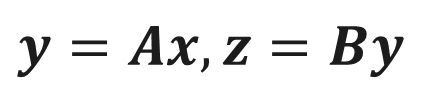 y = Ax, z = By